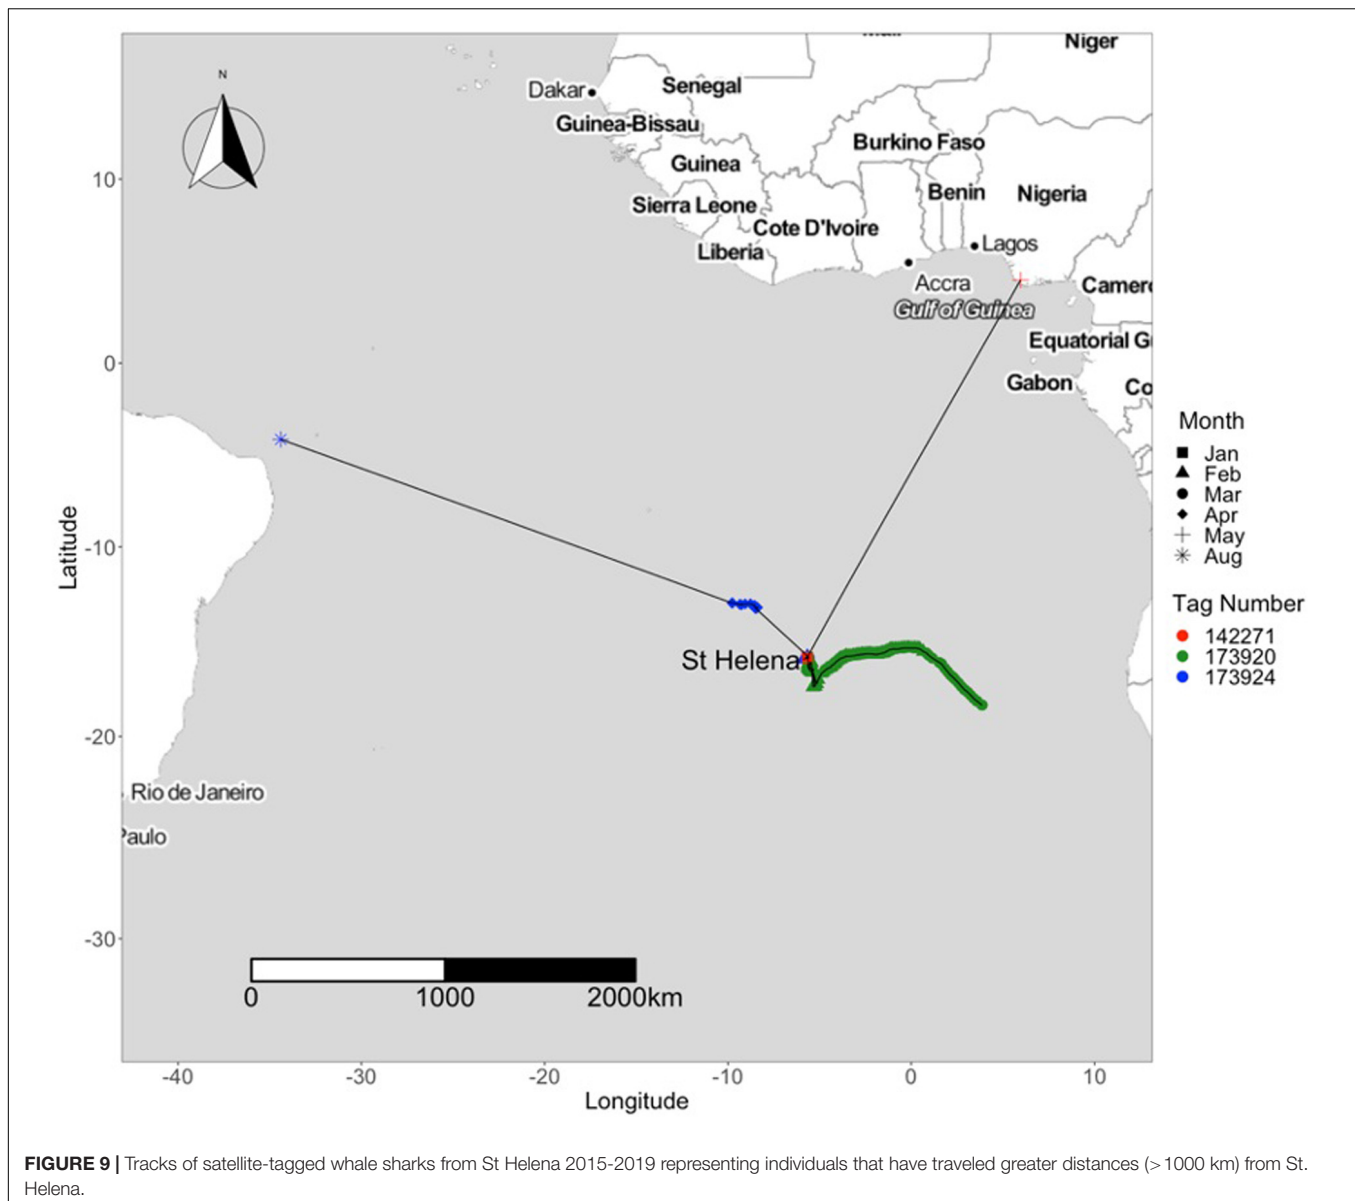 N
Niger
Dakar
Senegal
Guinea-Bissau
Burkino Faso
Guinea
10
Benin
Nigeria
Sierra Leone
Cote D'Ivoire
Lagos
Liberia
Accra
Camero
Gulf of Guinea
Equatorial G
0
Gabon
Co
Month
Jan
Feb
Mar
Apr
May
Aug
Latitude
-10
Tag Number
142271
173920
173924
St Helena
-20
Rio de Janeiro
Paulo
-30
0 1000 2000km
-40 -30 -20 -10 0 10
Longitude
FIGURE 9 | Tracks of satellite-tagged whale sharks from St Helena 2015-2019 representing individuals that have traveled greater distances (>1000 km) from St.
Helena.